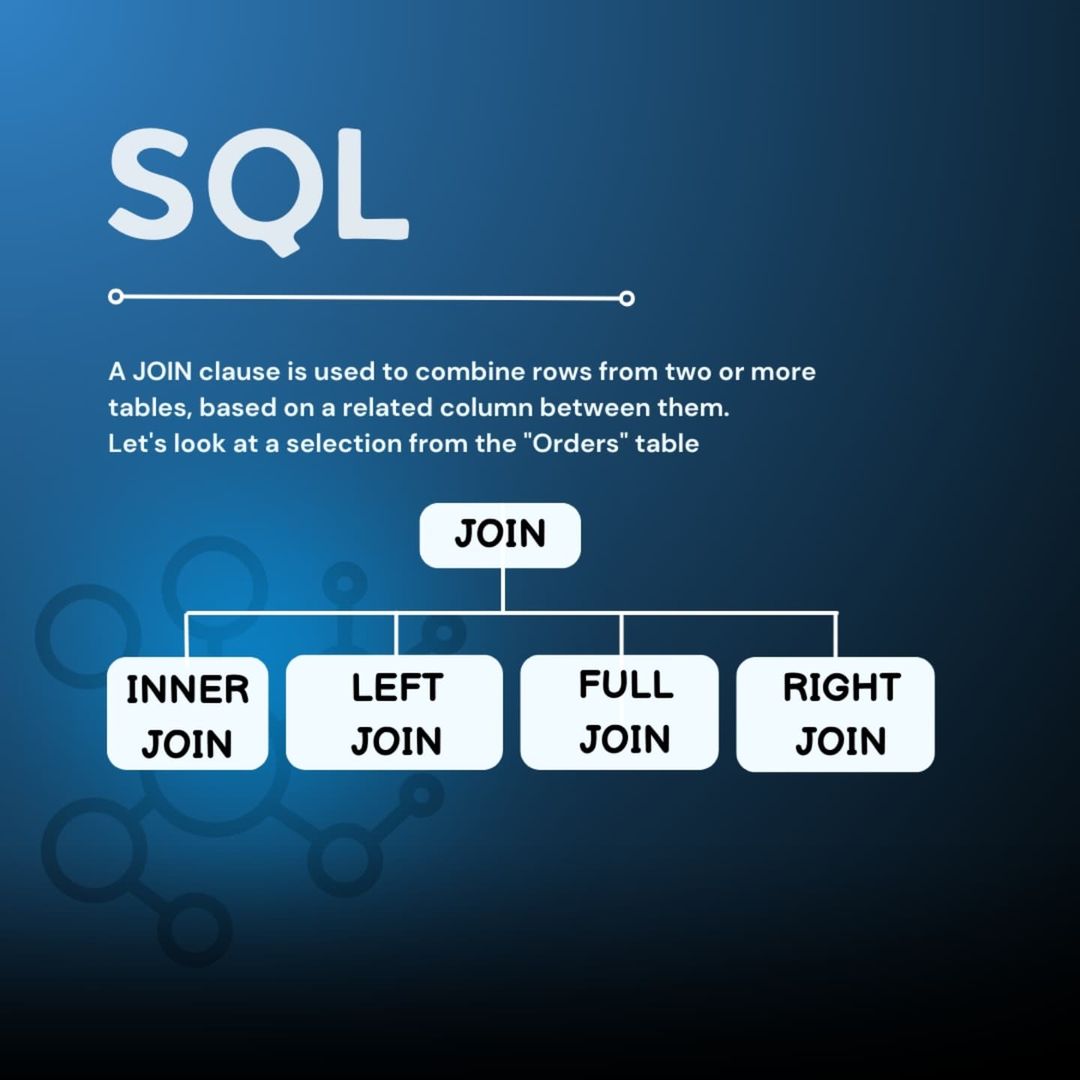 SQL
A JOIN clause is used to combine rows from two or more
tables, based on a related column between them.
Let's look at a selection from the "Orders" table
JOIN
INNER
JOIN
LEFT
JOIN
FULL
JOIN
RIGHT
JOIN